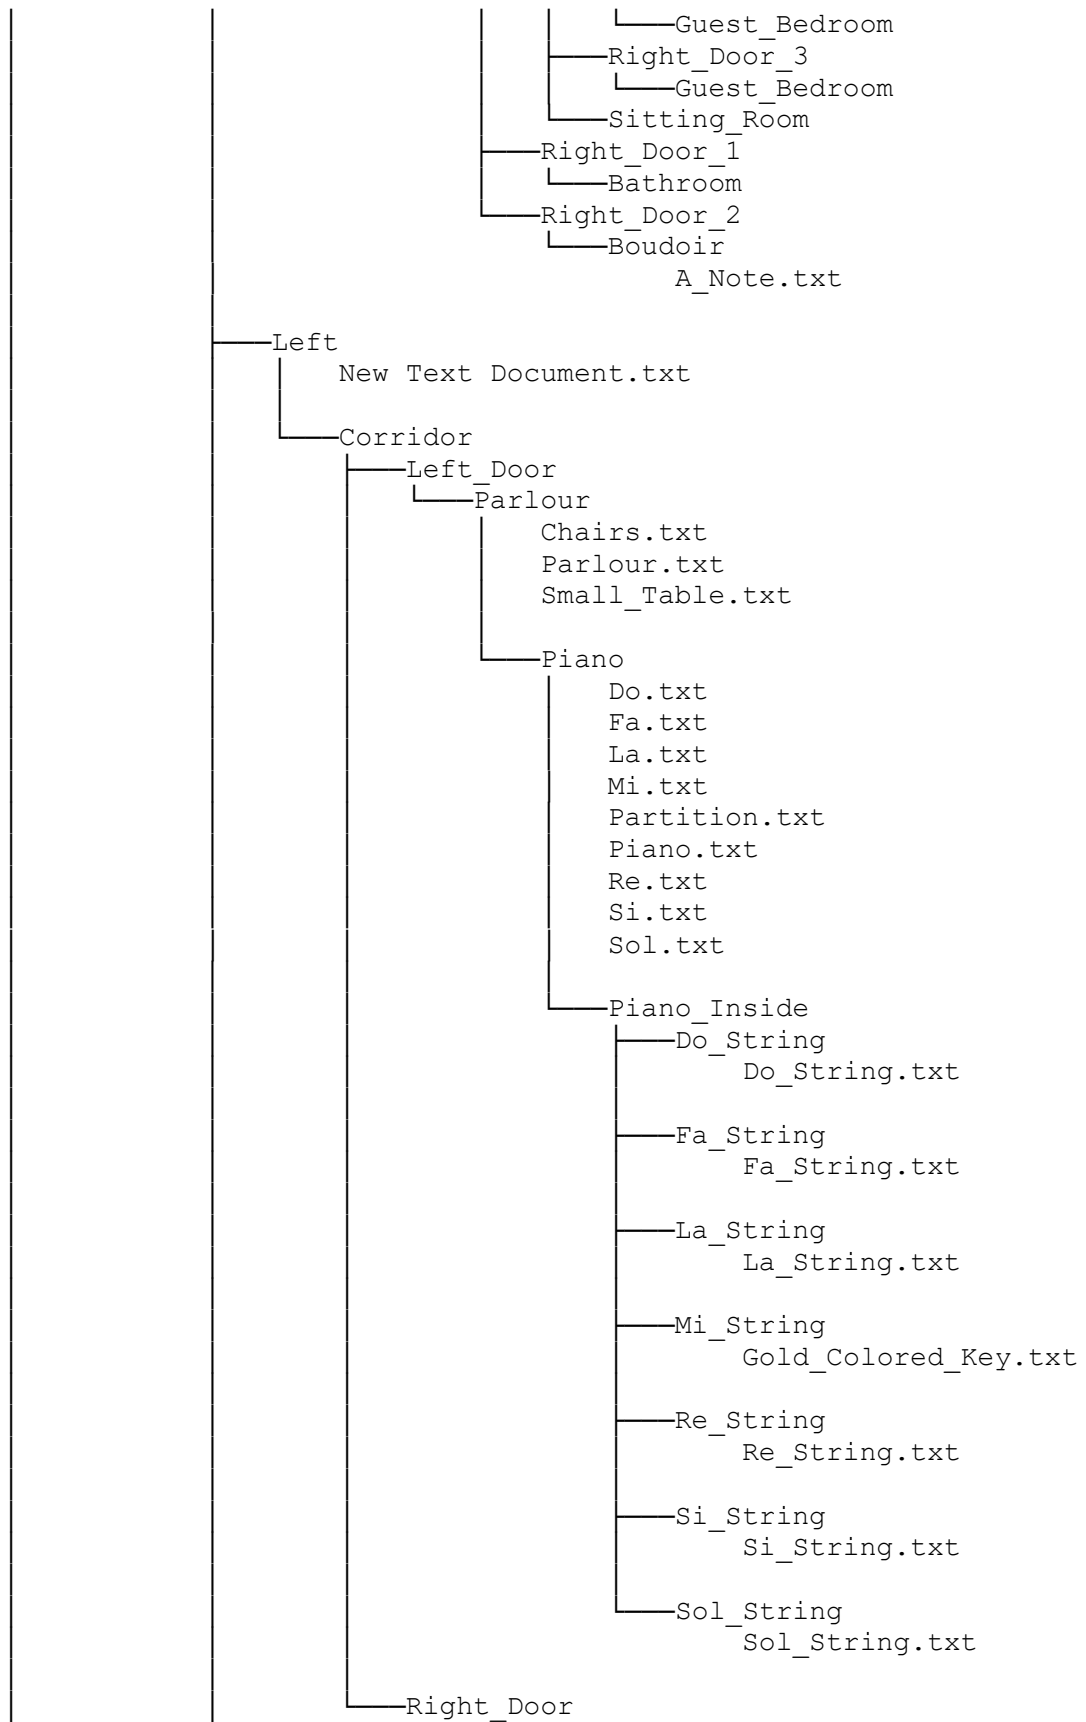 Guest_Bedroom
Right_Door_3
Guest_Bedroom
Sitting_Room
Right_Door_1
Bathroom
Right_Door_2
Boudoir
A_Note.txt
Left
New Text Document.txt
Corridor
Left_Door
Parlour
Chairs.txt
Parlour.txt
Small_Table.txt
Piano
Do.txt
Fa.txt
La.txt
Mi.txt
Partition.txt
Piano.txt
Re.txt
Si.txt
Sol.txt
Piano_Inside
Do_String
Do_String.txt
Fa_String
Fa_String.txt
La_String
La_String.txt
Mi_String
Gold_Colored_Key.txt
Re_String
Re_String.txt
Si_String
Si_String.txt
Sol_String
Sol_String.txt
Right_Door